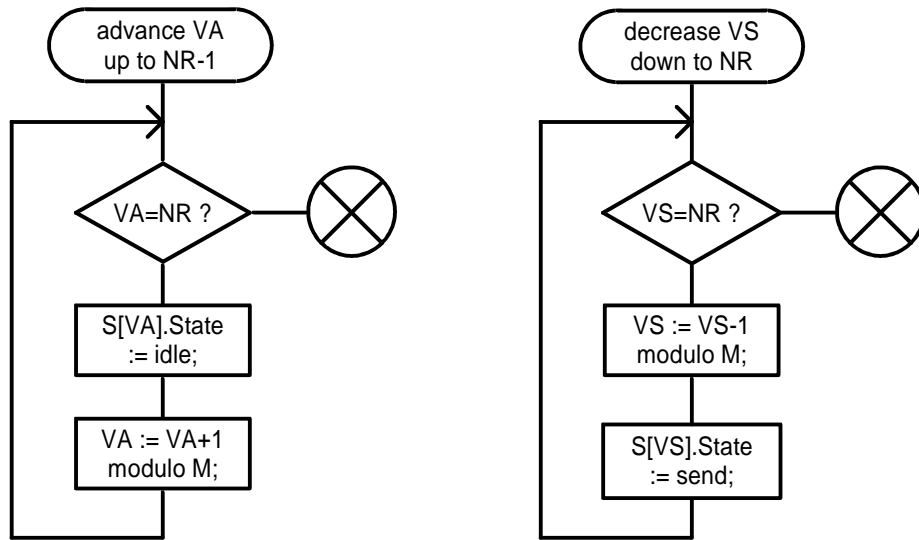 advance VA
up to NR-1
VA=NR ?
S[VA].State
:= idle;
VA := VA+1
modulo M;
decrease VS
down to NR
VS=NR ?
VS := VS-1
modulo M;
S[VS].State
:= send;